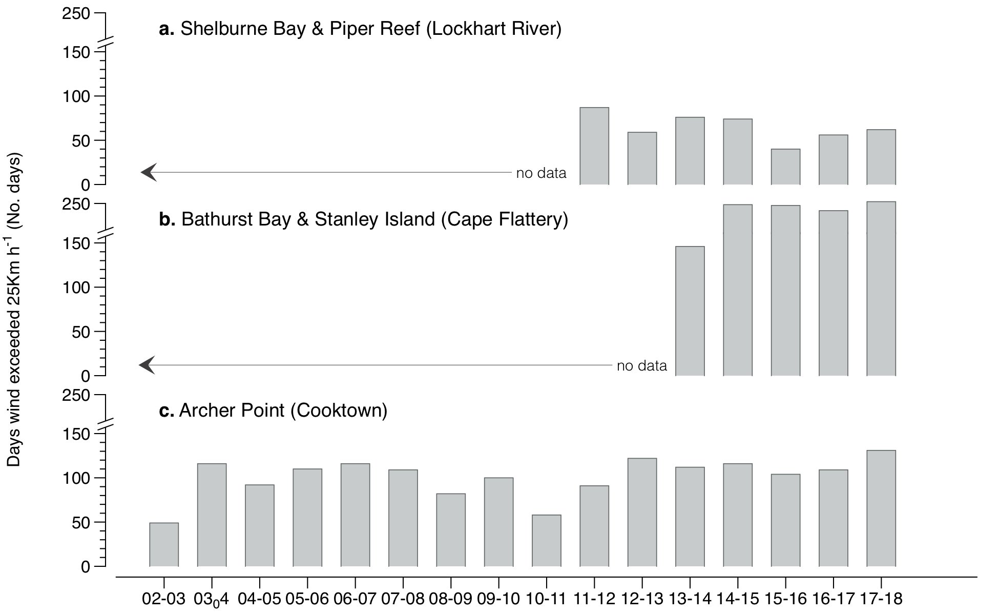 Days wind exceeded 25Km h-1 (No. days)
a. Shelburne Bay & Piper Reef (Lockhart River)
250
150
100
50
0
no data
b. Bathurst Bay & Stanley Island (Cape Flattery)
250
150
100
50
0
no data
c. Archer Point (Cooktown)
250
150
100
50
0
02-03 03₀4 04-05 05-06 06-07 07-08 08-09 09-10 10-11 11-12 12-13 13-14 14-15 15-16 16-17 17-18